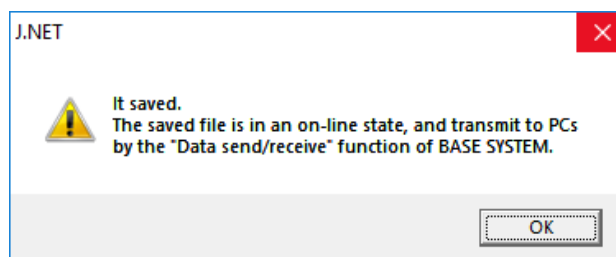 J.NET
It saved.
The saved file is in an on-line state, and transmit to PCs
by the "Data send/receive" function of BASE SYSTEM.
OK